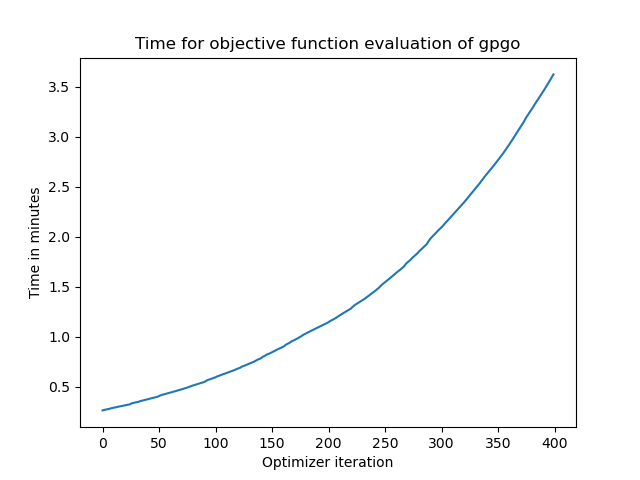 Time for objective function evaluation of gpgo
Time in minutes
3.5
3.0
2.5
2.0
1.5
1.0
0.5
0 50 100 150 200 250 300 350 400
Optimizer iteration